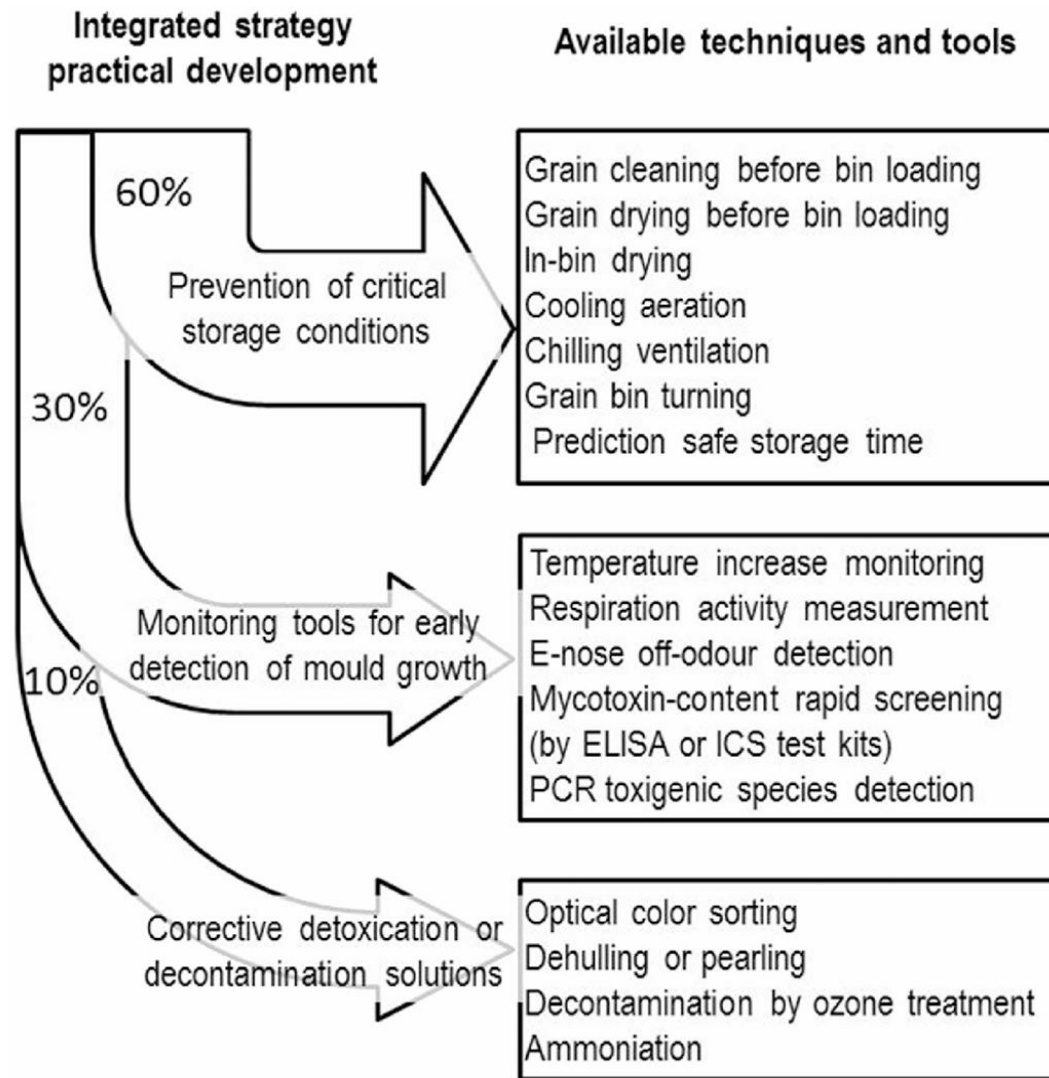 Integrated strategy
practical development
Available techniques and tools
60%
Prevention of critical
storage conditions
Grain cleaning before bin loading
Grain drying before bin loading
In-bin drying
Cooling aeration
Chilling ventilation
Grain bin turning
Prediction safe storage time
30%
Monitoring tools for early
detection of mould growth
Temperature increase monitoring
Respiration activity measurement
E-nose off-odour detection
Mycotoxin-content rapid screening
(by ELISA or ICS test kits)
PCR toxigenic species detection
10%
Corrective detoxication or
decontamination solutions
Optical color sorting
Dehulling or pearling
Decontamination by ozone treatment
Ammoniation